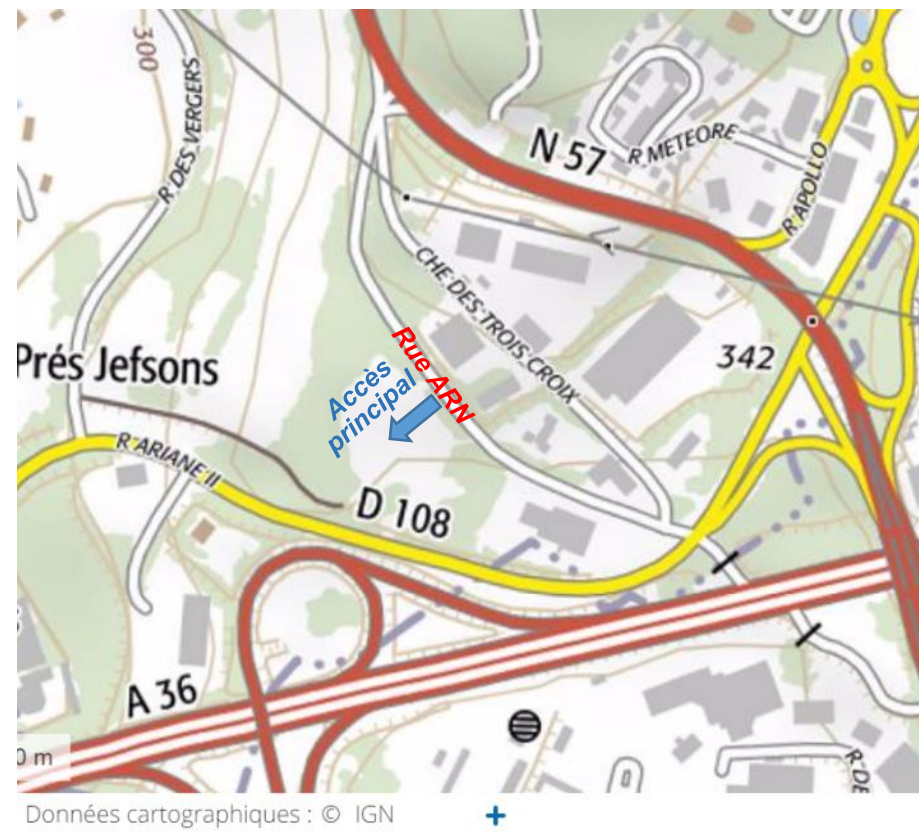 300
R DES VERGERS
N 57
R METEORE
R APOLLO
CHE DES TROIS CROIX
342
Prés Jefsons
Rue ARN
Accès
principal
R ARIANE II
D 108
A 36
0 m
R DE
Données cartographiques : © IGN
+